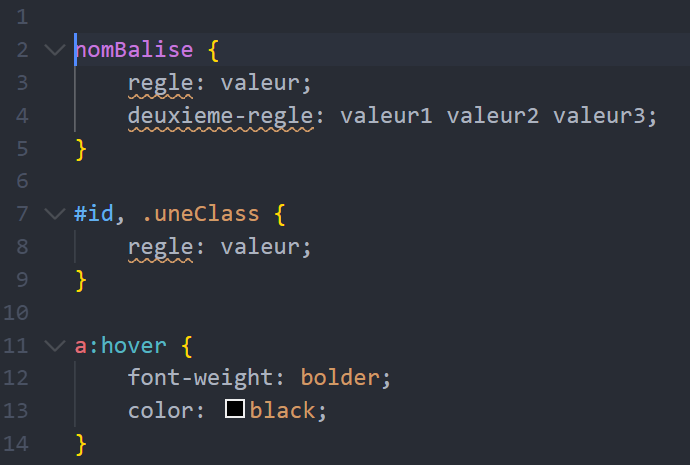 1
2 nomBalise {
3 regle: valeur;
4 deuxieme-regle: valeur1 valeur2 valeur3;
5 }
6
7 #id, .uneClass {
8 regle: valeur;
9 }
10
11 a:hover {
12 font-weight: bolder;
13 color: black;
14 }